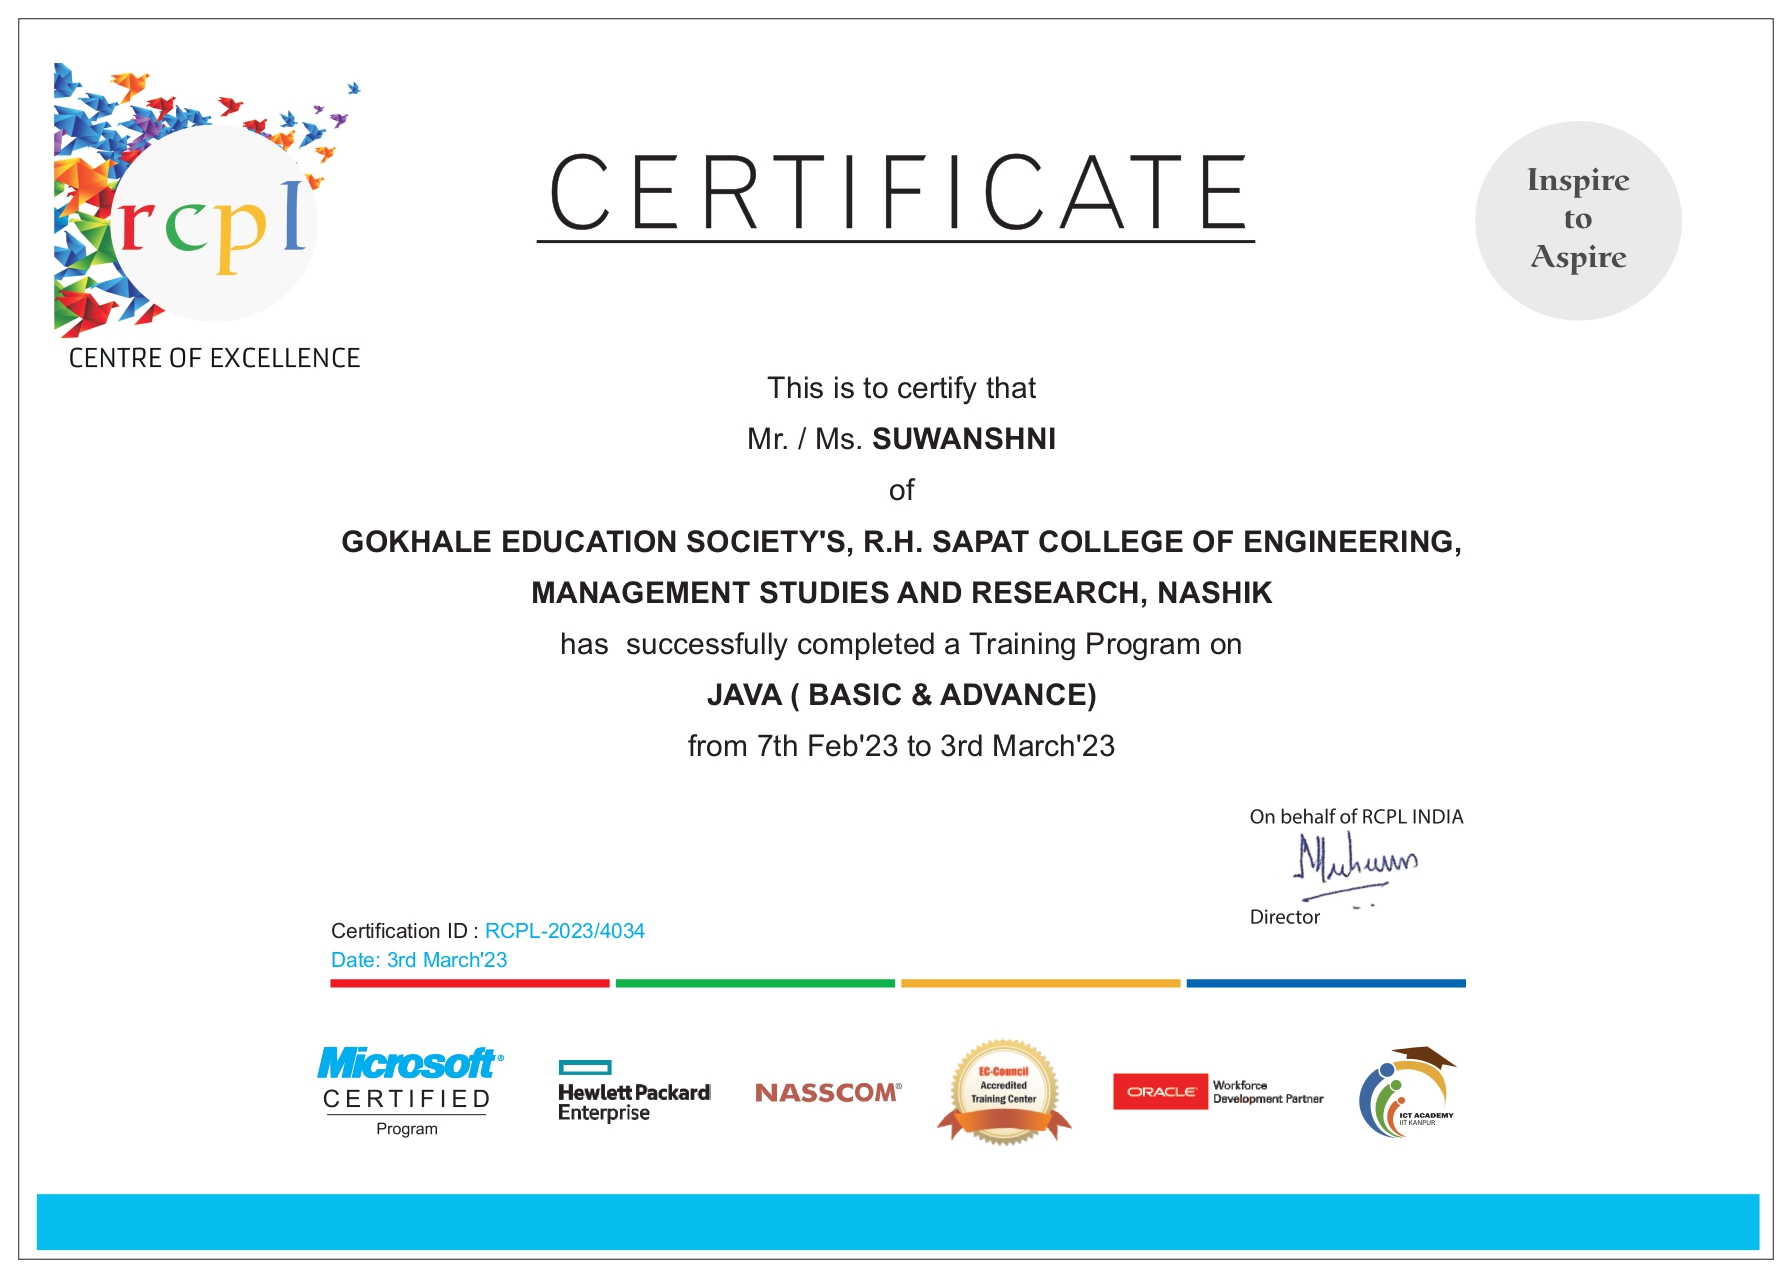 rcpl
CENTRE OF EXCELLENCE
CERTIFICATE
Inspire
to
Aspire
This is to certify that
Mr. / Ms. SUWANSHNI
of
GOKHALE EDUCATION SOCIETY'S, R.H. SAPAT COLLEGE OF ENGINEERING,
MANAGEMENT STUDIES AND RESEARCH, NASHIK
has  successfully completed a Training Program on
JAVA ( BASIC & ADVANCE)
from 7th Feb'23 to 3rd March'23
On behalf of RCPL INDIA
Director
Certification ID : RCPL-2023/4034
Date: 3rd March'23
Microsoft®
CERTIFIED
Program
Hewlett Packard
Enterprise
NASSCOM®
EC-Council
Accredited
Training Center
ORACLE
Workforce
Development Partner
ICT ACADEMY
IIT KANPUR